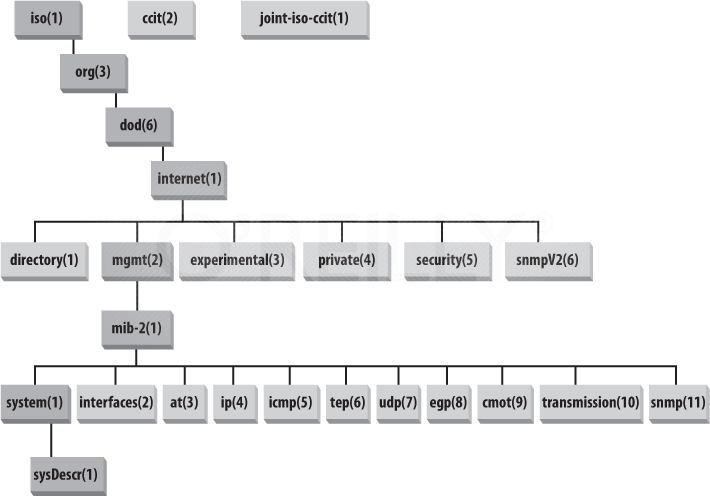 iso(1)
ccit(2)
joint-iso-ccit(1)
org(3)
dod(6)
internet(1)
directory(1)
mgmt(2)
experimental(3)
private(4)
security(5)
snmpV2(6)
mib-2(1)
system(1)
interfaces(2)
at(3)
ip(4)
icmp(5)
tep(6)
udp(7)
egp(8)
cmot(9)
transmission(10)
snmp(11)
sysDescr(1)
O'REILLY®